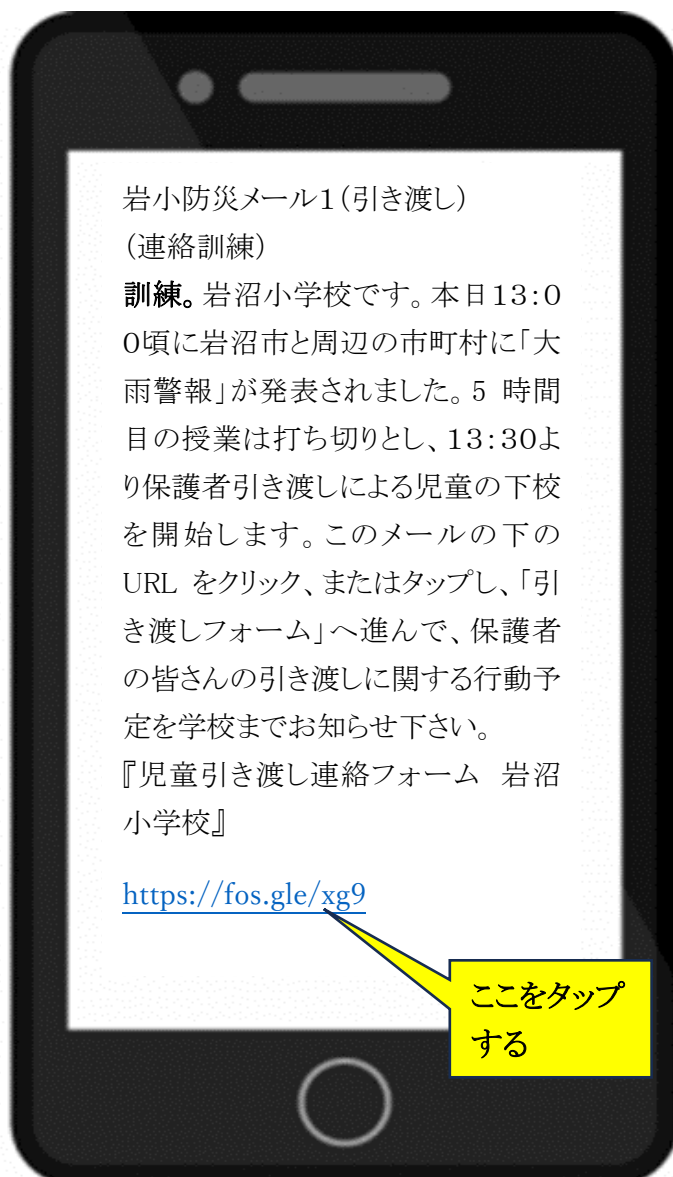 岩小防災メール１（引き渡し）
（連絡訓練）
訓練。岩沼小学校です。本日１３：０
０頃に岩沼市と周辺の市町村に「大
雨警報」が発表されました。5 時間
目の授業は打ち切りとし、１３：３０よ
り保護者引き渡しによる児童の下校
を開始します。このメールの下の
URL をクリック、またはタップし、「引
き渡しフォーム」へ進んで、保護者
の皆さんの引き渡しに関する行動予
定を学校までお知らせ下さい。
『児童引き渡し連絡フォーム　岩沼
小学校』
https://fos.gle/xg9
ここをタップ
する